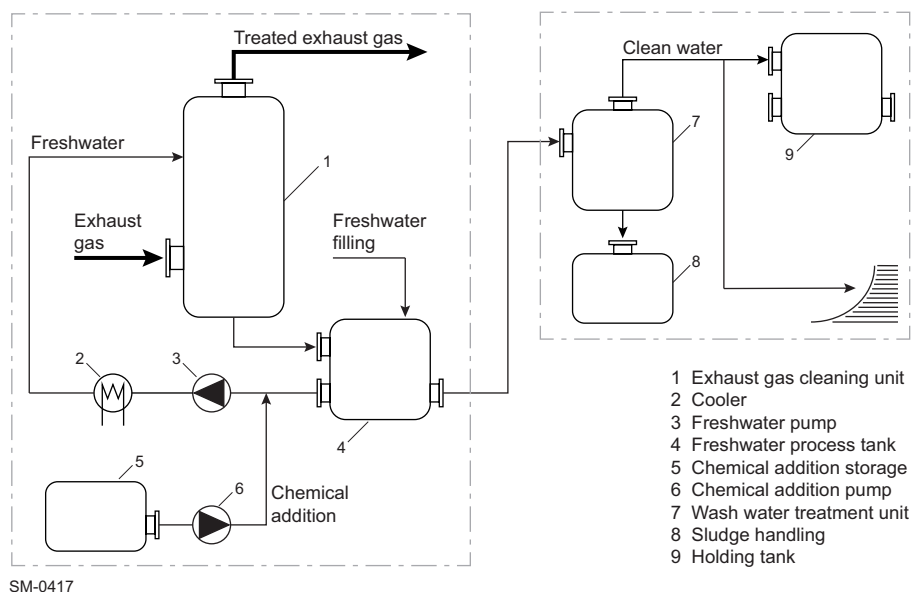 Treated exhaust gas
Clean water
Freshwater
1
7
9
Exhaust
gas
Freshwater
filling
8
2
3
4
5
6
Chemical
addition
1 Exhaust gas cleaning unit
2 Cooler
3 Freshwater pump
4 Freshwater process tank
5 Chemical addition storage
6 Chemical addition pump
7 Wash water treatment unit
8 Sludge handling
9 Holding tank
SM-0417